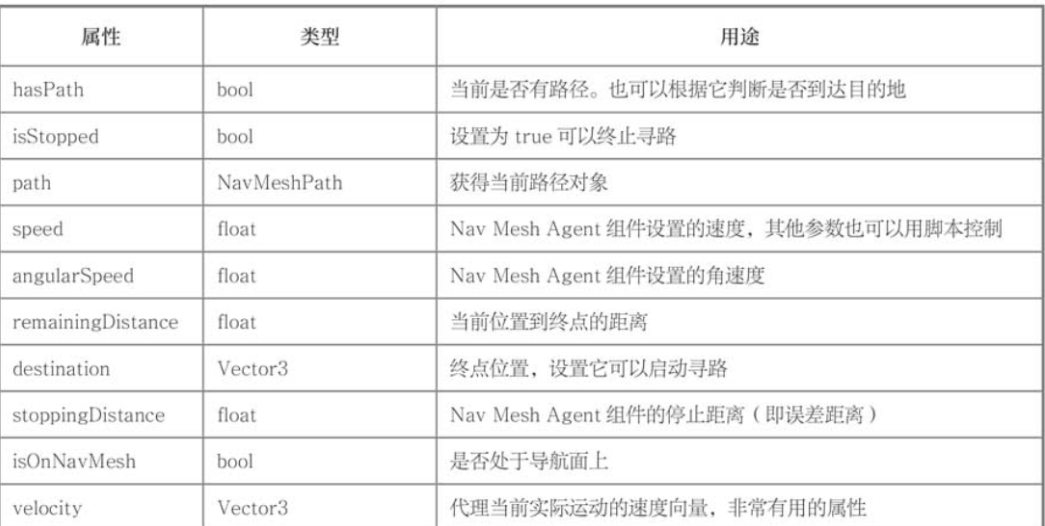 属性 类型 用途
hasPath bool 当前是否有路径。也可以根据它判断是否到达目的地
isStopped bool 设置为 true 可以终止寻路
path NavMeshPath 获得当前路径对象
speed float Nav Mesh Agent 组件设置的速度，其他参数也可以用脚本控制
angularSpeed float Nav Mesh Agent 组件设置的角速度
remainingDistance float 当前位置到终点的距离
destination Vector3 终点位置，设置它可以启动寻路
stoppingDistance float Nav Mesh Agent 组件的停止距离（即误差距离）
isOnNavMesh bool 是否处于导航面上
velocity Vector3 代理当前实际运动的速度向量，非常有用的属性